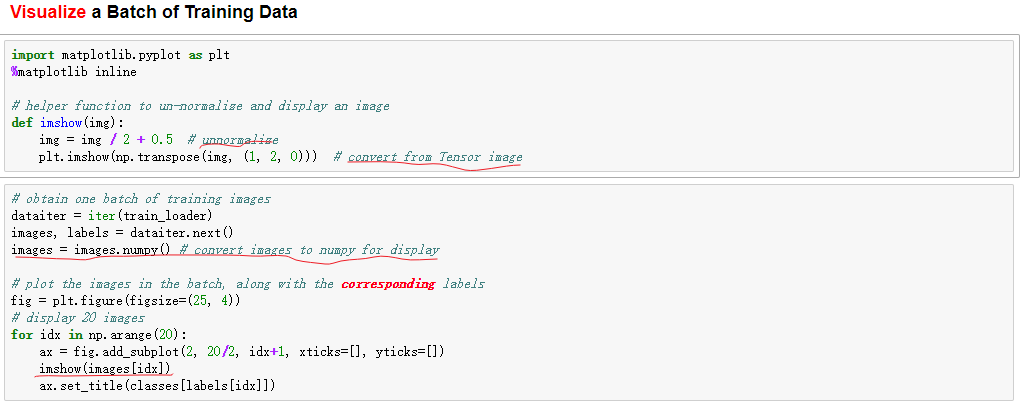 Visualize a Batch of Training Data
import matplotlib.pyplot as plt
%matplotlib inline
# helper function to un-normalize and display an image
def imshow(img):
    img = img / 2 + 0.5  # unnormalize
    plt.imshow(np.transpose(img, (1, 2, 0)))  # convert from Tensor image
# obtain one batch of training images
dataiter = iter(train_loader)
images, labels = dataiter.next()
images = images.numpy() # convert images to numpy for display
# plot the images in the batch, along with the corresponding labels
fig = plt.figure(figsize=(25, 4))
# display 20 images
for idx in np.arange(20):
    ax = fig.add_subplot(2, 20/2, idx+1, xticks=[], yticks=[])
    imshow(images[idx])
    ax.set_title(classes[labels[idx]])